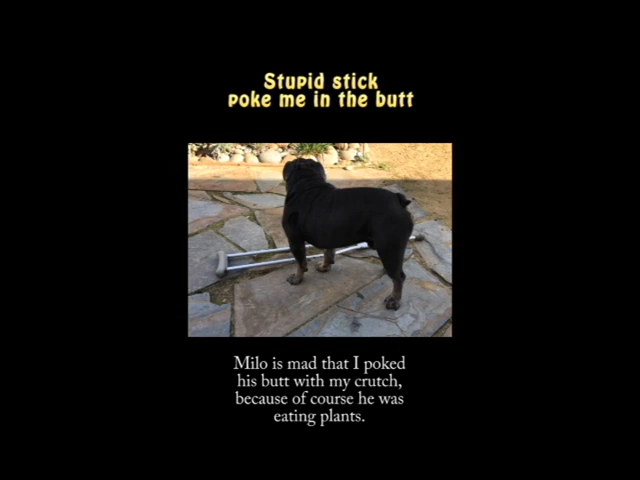 Stupid stick
poke me in the butt
Milo is mad that I poked
his butt with my crutch,
because of course he was
eating plants.